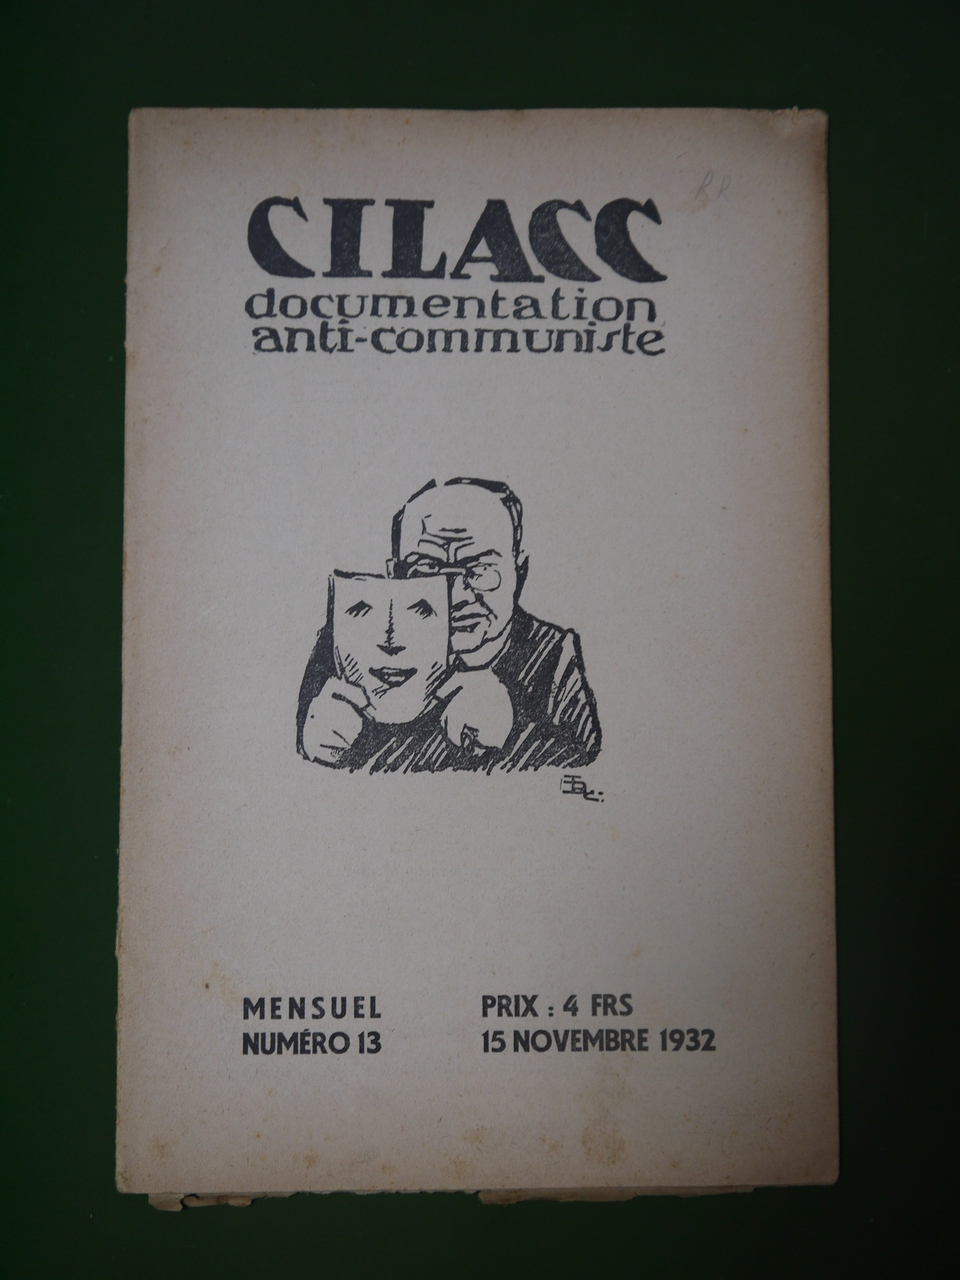 CILACC
documentation
anti-communiste
MENSUEL
NUMÉRO 13
PRIX : 4 FRS
15 NOVEMBRE 1932